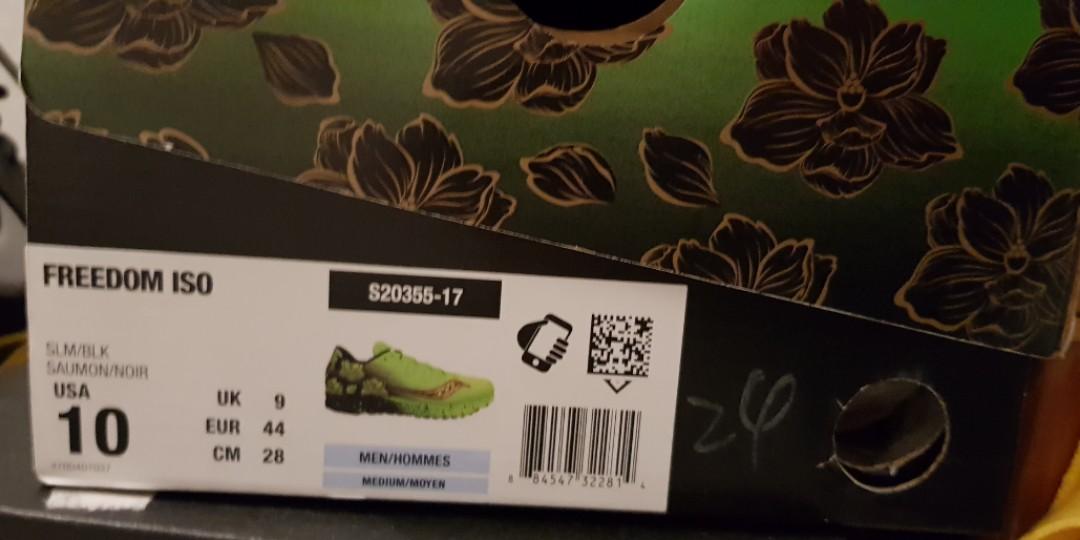 FREEDOM ISO
S20355-17
SLM/BLK
SAUMON/NOIR
USA
10
UK 9
EUR 44
CM 28
MEN/HOMMES
MEDIUM/MOYEN
8 84547 32281 4
24